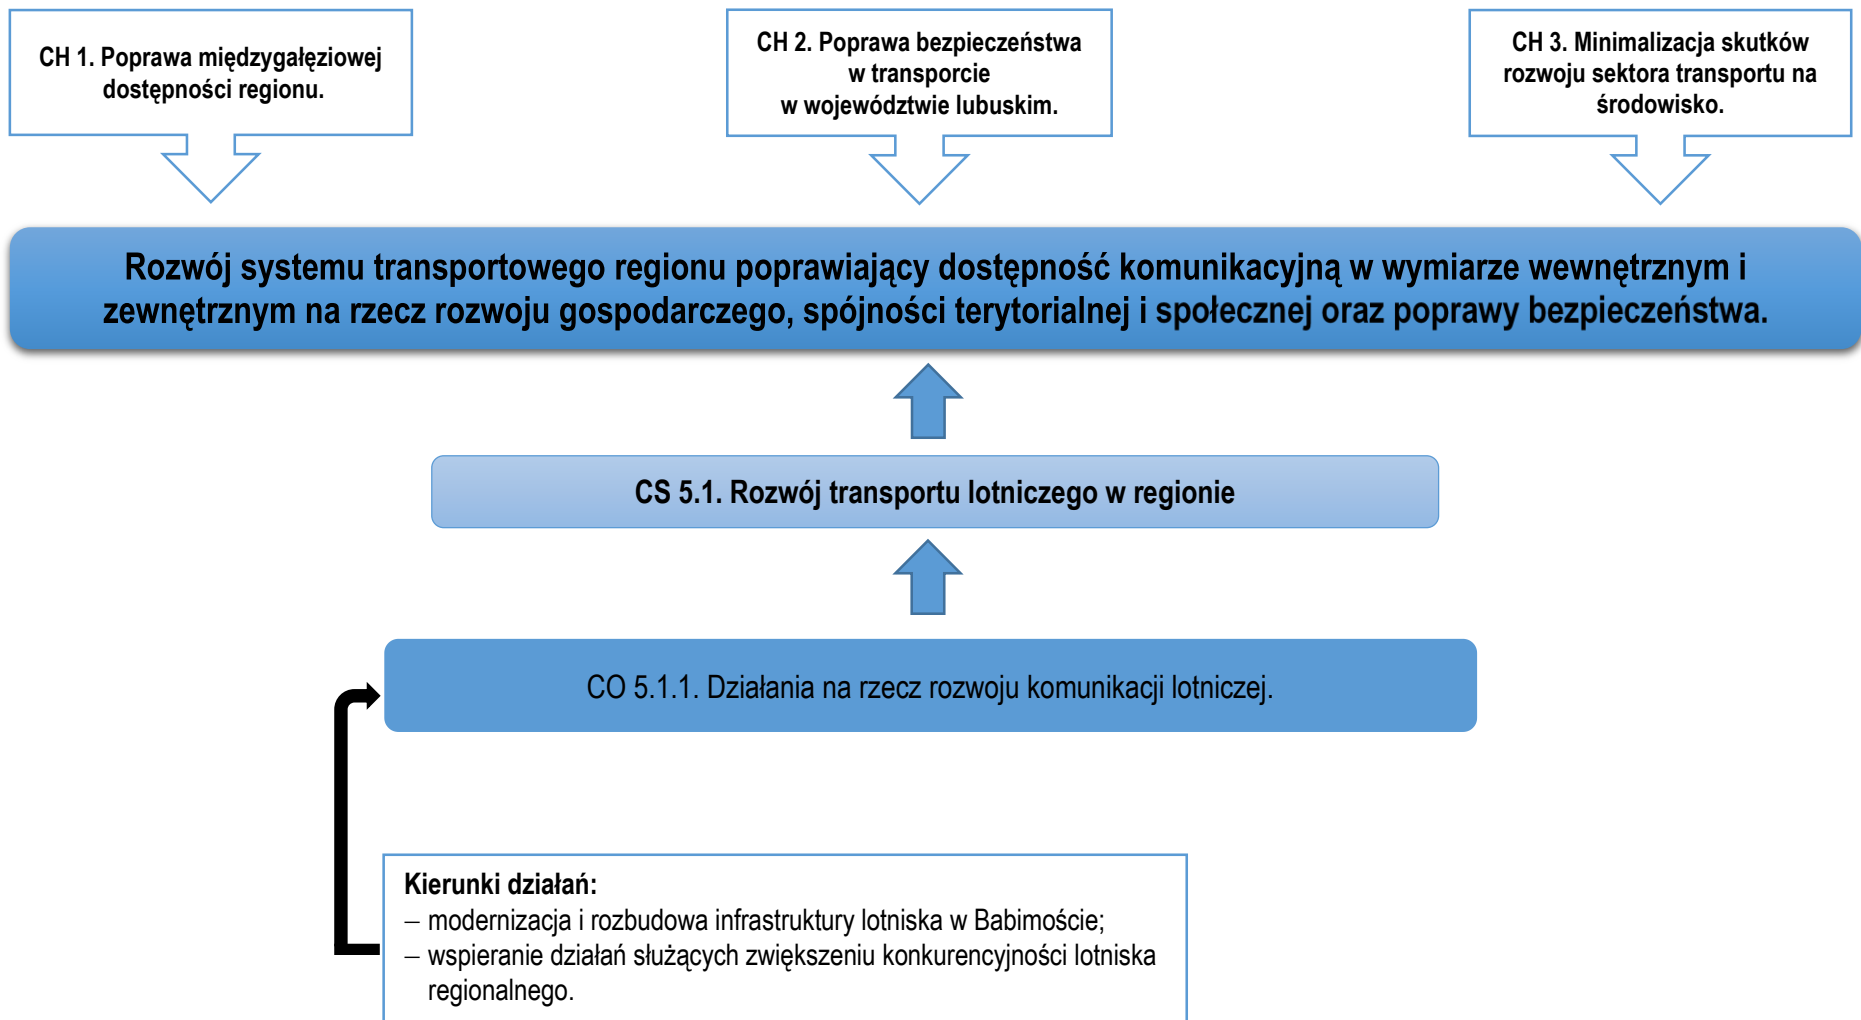 CH 1. Poprawa międzygałęziowej
dostępności regionu.
CH 2. Poprawa bezpieczeństwa
w transporcie
w województwie lubuskim.
CH 3. Minimalizacja skutków
rozwoju sektora transportu na
środowisko.
Rozwój systemu transportowego regionu poprawiający dostępność komunikacyjną w wymiarze wewnętrznym i
zewnętrznym na rzecz rozwoju gospodarczego, spójności terytorialnej i społecznej oraz poprawy bezpieczeństwa.
CS 5.1. Rozwój transportu lotniczego w regionie
CO 5.1.1. Działania na rzecz rozwoju komunikacji lotniczej.
Kierunki działań:
– modernizacja i rozbudowa infrastruktury lotniska w Babimoście;
– wspieranie działań służących zwiększeniu konkurencyjności lotniska
regionalnego.